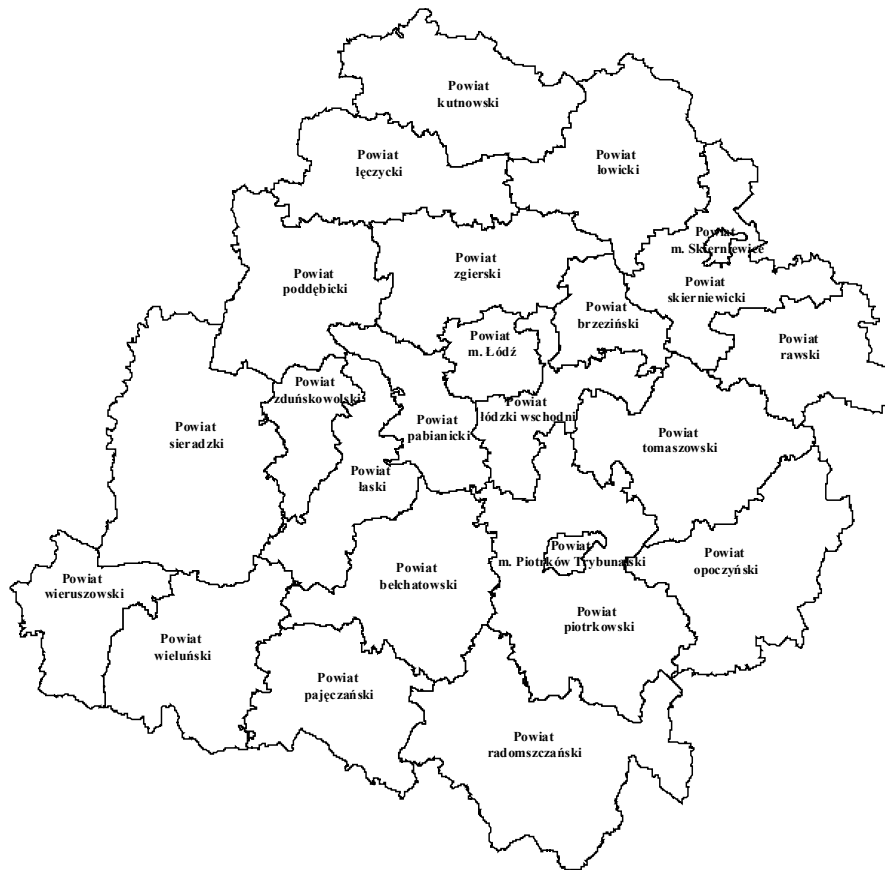 Powiat
kutnowski
Powiat
łęczycki
Powiat
łowicki
Powiat
m. Skierniewice
Powiat
zgierski
Powiat
poddębicki
Powiat
skierniewicki
Powiat
brzeziński
Powiat
m. Łódź
Powiat
rawski
Powiat
zduńskowolski
Powiat
łódzki wschodni
Powiat
pabianicki
Powiat
sieradzki
Powiat
tomaszowski
Powiat
łaski
Powiat
m. Piotrków Trybunalski
Powiat
opoczyński
Powiat
bełchatowski
Powiat
wieruszowski
Powiat
piotrkowski
Powiat
wieluński
Powiat
pajęczański
Powiat
radomszczański